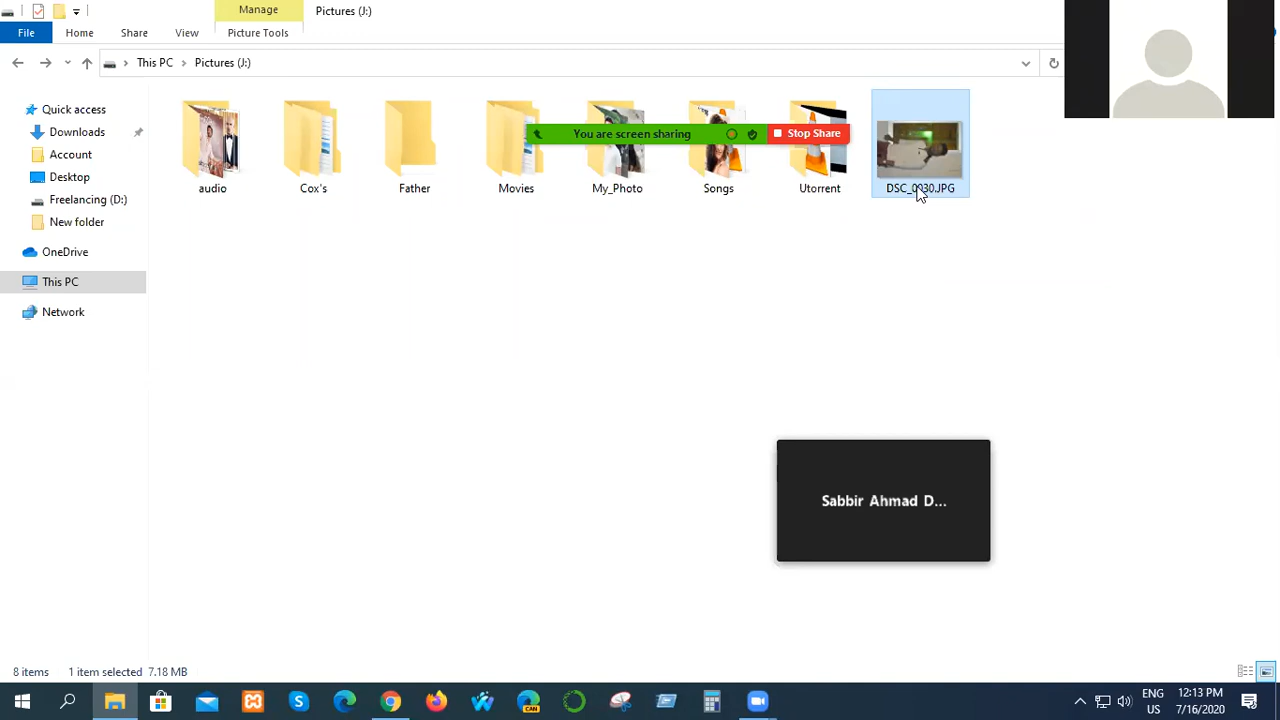 Manage
Pictures (J:)
File
Home
Share
View
Picture Tools
This PC
Pictures (J:)
Quick access
Downloads
Account
Desktop
Freelancing (D:)
New folder
OneDrive
This PC
Network
You are screen sharing
Stop Share
audio
Cox's
Father
Movies
My_Photo
Songs
Utorrent
DSC_0030.JPG
Sabbir Ahmad D...
8 items
1 item selected 7.18 MB
CAN
ENG
US
12:13 PM
7/16/2020